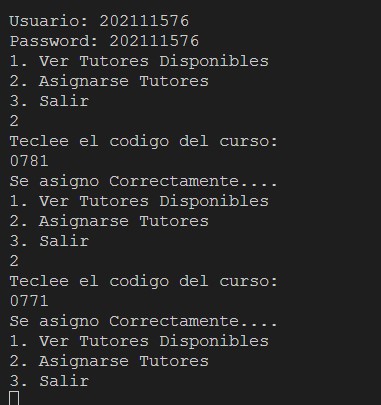 Usuario: 202111576
Password: 202111576
1. Ver Tutores Disponibles
2. Asignarse Tutores
3. Salir
2
Teclee el codigo del curso:
0781
Se asigno Correctamente....
1. Ver Tutores Disponibles
2. Asignarse Tutores
3. Salir
2
Teclee el codigo del curso:
0771
Se asigno Correctamente....
1. Ver Tutores Disponibles
2. Asignarse Tutores
3. Salir